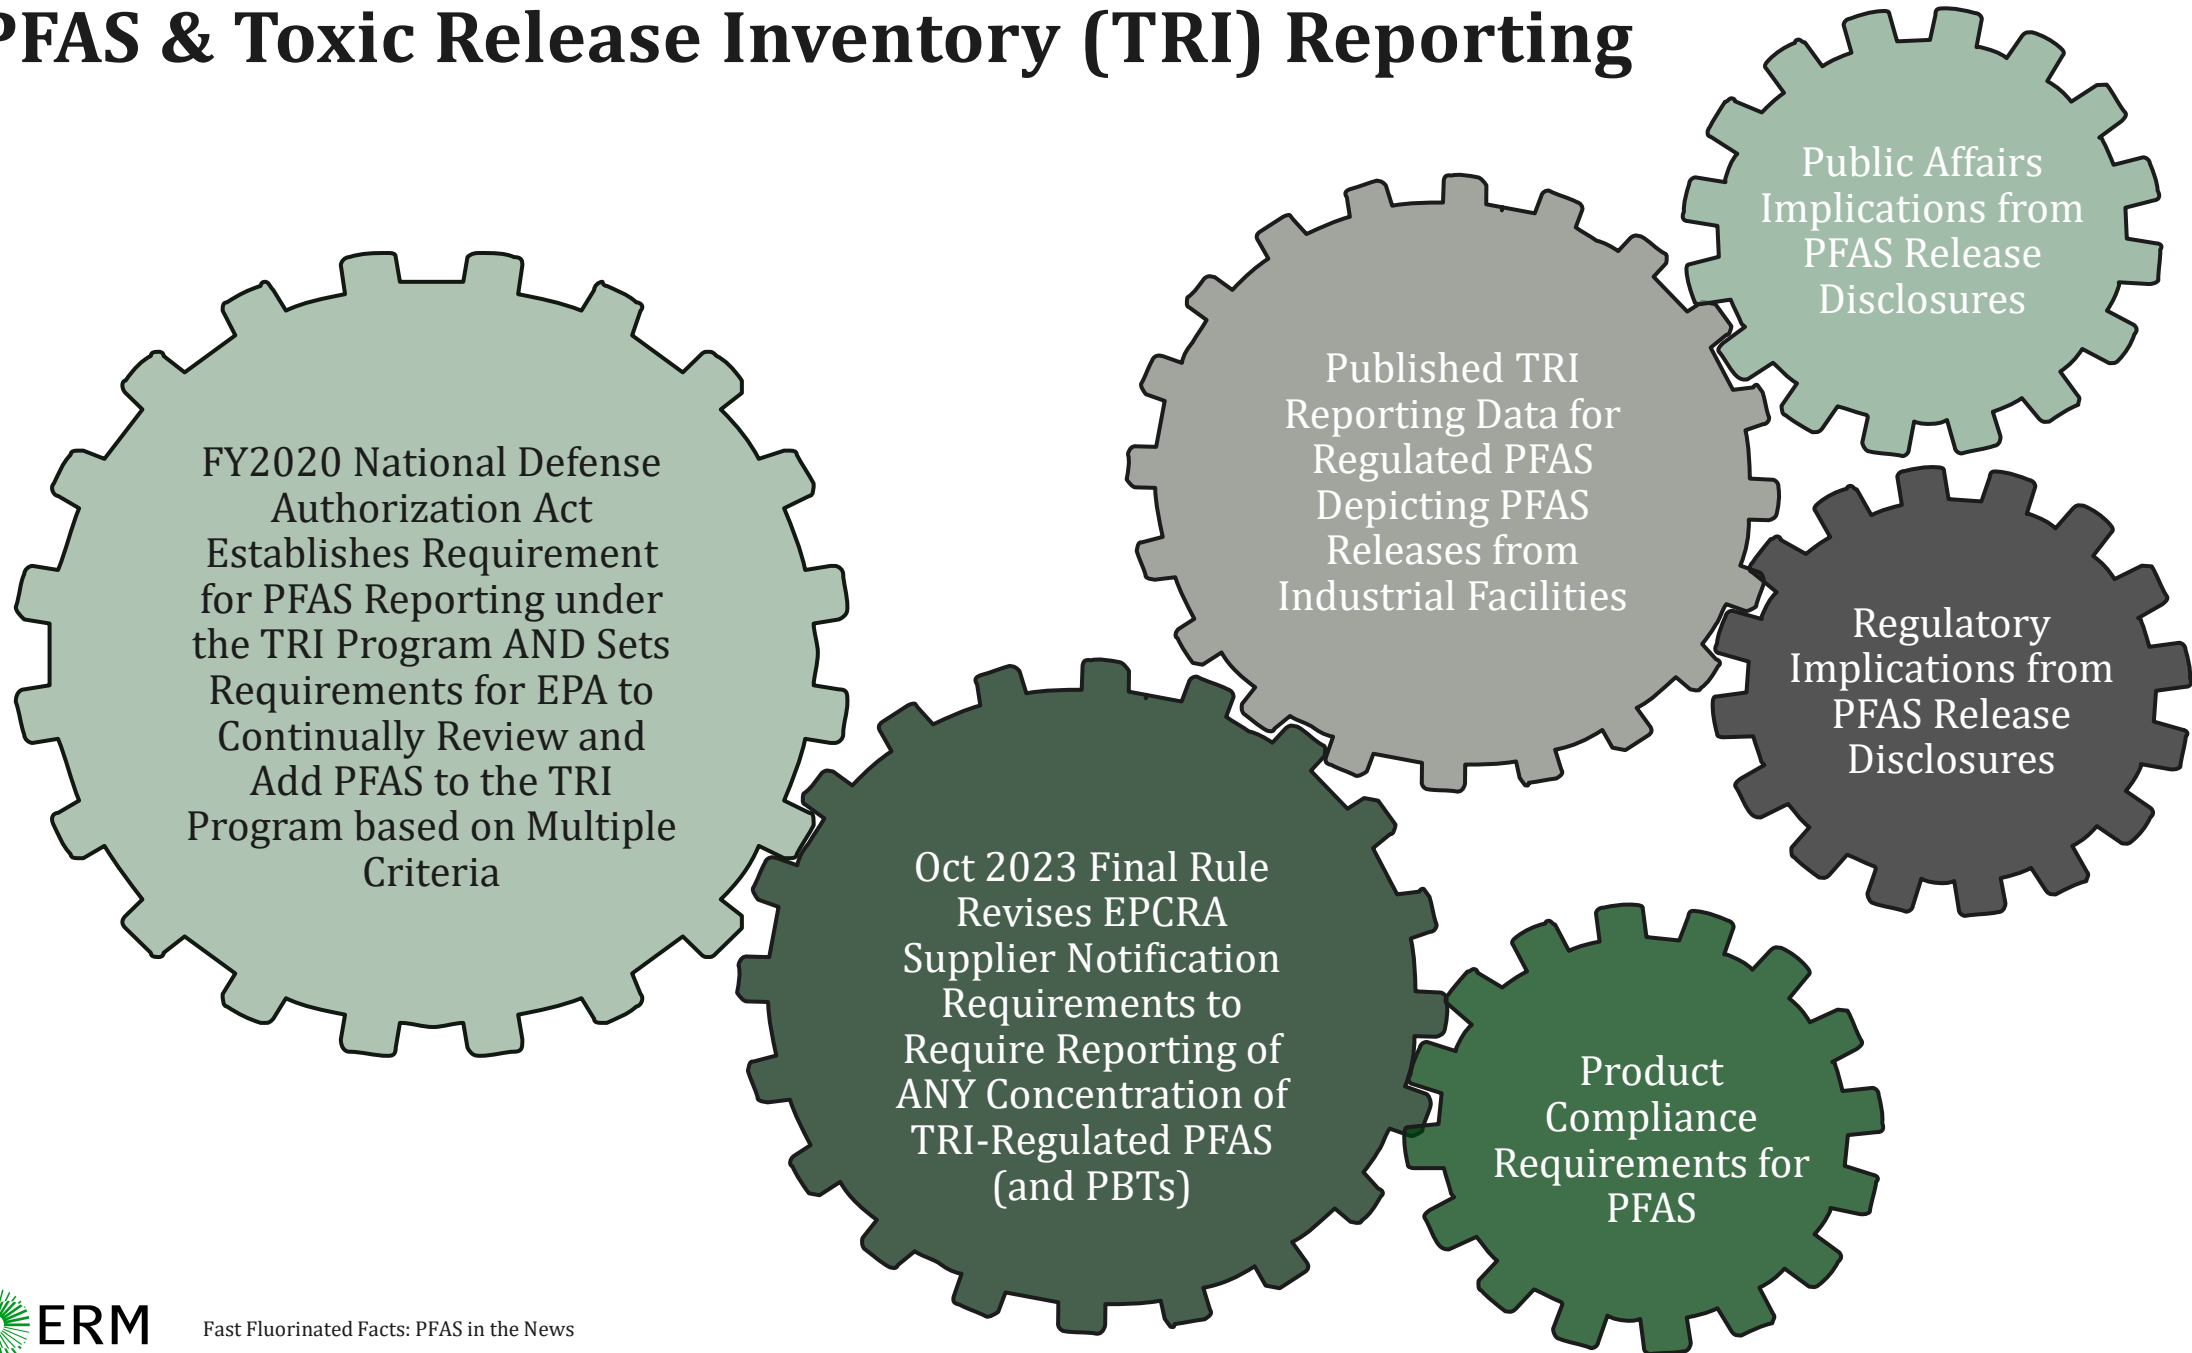 PFAS & Toxic Release Inventory (TRI) Reporting
FY2020 National Defense
Authorization Act
Establishes Requirement
for PFAS Reporting under
the TRI Program AND Sets
Requirements for EPA to
Continually Review and
Add PFAS to the TRI
Program based on Multiple
Criteria
Oct 2023 Final Rule
Revises EPCRA
Supplier Notification
Requirements to
Require Reporting of
ANY Concentration of
TRI-Regulated PFAS
(and PBTs)
Published TRI
Reporting Data for
Regulated PFAS
Depicting PFAS
Releases from
Industrial Facilities
Public Affairs
Implications from
PFAS Release
Disclosures
Regulatory
Implications from
PFAS Release
Disclosures
Product
Compliance
Requirements for
PFAS
ERM
Fast Fluorinated Facts: PFAS in the News